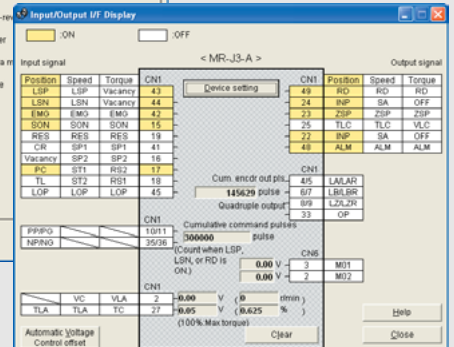 Input/Output I/F Display
:ON :OFF
< MR-J3-A >
Input signal Output signal
Position Speed Torque CN1 Device setting CN1 Position Speed Torque
LSP LSP Vacancy 43 49 RD RD RD
LSN LSN Vacancy 44 24 INP SA OFF
EMG EMG EMG 42 23 ZSP ZSP ZSP
SON SON SON 15 25 TLC TLC VLC
RES RES RES 19 22 INP SA OFF
CR SP1 SP1 41 48 ALM ALM ALM
Vacancy SP2 SP2 16
PC ST1 RS2 17 CN1
TL ST2 RS1 18 Cum. encdr out pls. 4/5 LA/LAR
LOP LOP LOP 45 145629 pulse 6/7 LB/LBR
Quadruple output 8/9 LZ/LZR
33 OP
CN1
PP/PG 10/11 Cumulative command pulses
NP/NG 35/36 300000 pulse
(Count when LSP, CN6
LSN, or RD is 0.00 V 3 MO1
ON.) 0.00 V 2 MO2
CN1
VC VLA 2 -0.00 V ( 0 r/min )
TLA TLA TC 27 -0.05 V ( 0.625 % )
(100% Max torque)
Help
Automatic Voltage Control offset
Clear Close